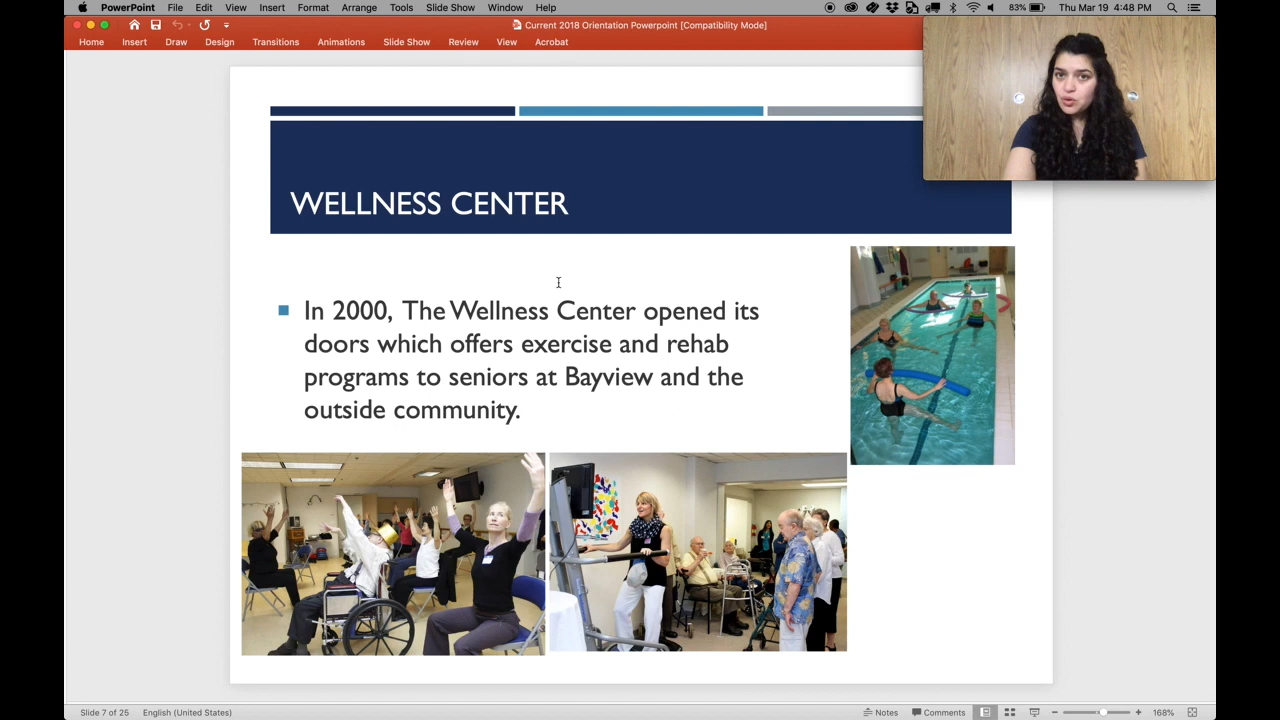 PowerPoint File Edit View Insert Format Arrange Tools Slide Show Window Help 83% Thu Mar 19 4:48 PM
Current 2018 Orientation Powerpoint [Compatibility Mode]
Home Insert Draw Design Transitions Animations Slide Show Review View Acrobat
WELLNESS CENTER
In 2000, The Wellness Center opened its
doors which offers exercise and rehab
programs to seniors at Bayview and the
outside community.
Slide 7 of 25 English (United States) Notes Comments 168%